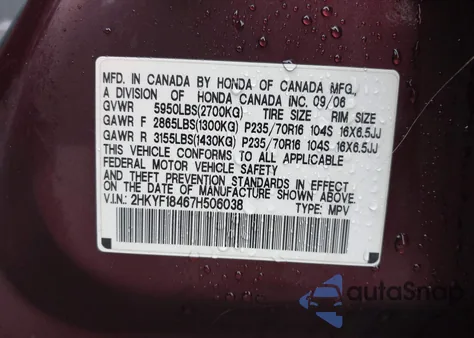 MFD. IN CANADA BY HONDA OF CANADA MFG.,
A DIVISION OF HONDA CANADA INC. 09/06
GVWR 5950LBS(2700KG) TIRE SIZE RIM SIZE
GAWR F 2865LBS(1300KG) P235/70R16 104S 16X6.5JJ
GAWR R 3155LBS(1430KG) P235/70R16 104S 16X6.5JJ
THIS VEHICLE CONFORMS TO ALL APPLICABLE
FEDERAL MOTOR VEHICLE SAFETY
AND THEFT PREVENTION STANDARDS IN EFFECT
ON THE DATE OF MANUFACTURE SHOWN ABOVE.
V.I.N.: 2HKYF18467H506038 TYPE: MPV
autoSnap